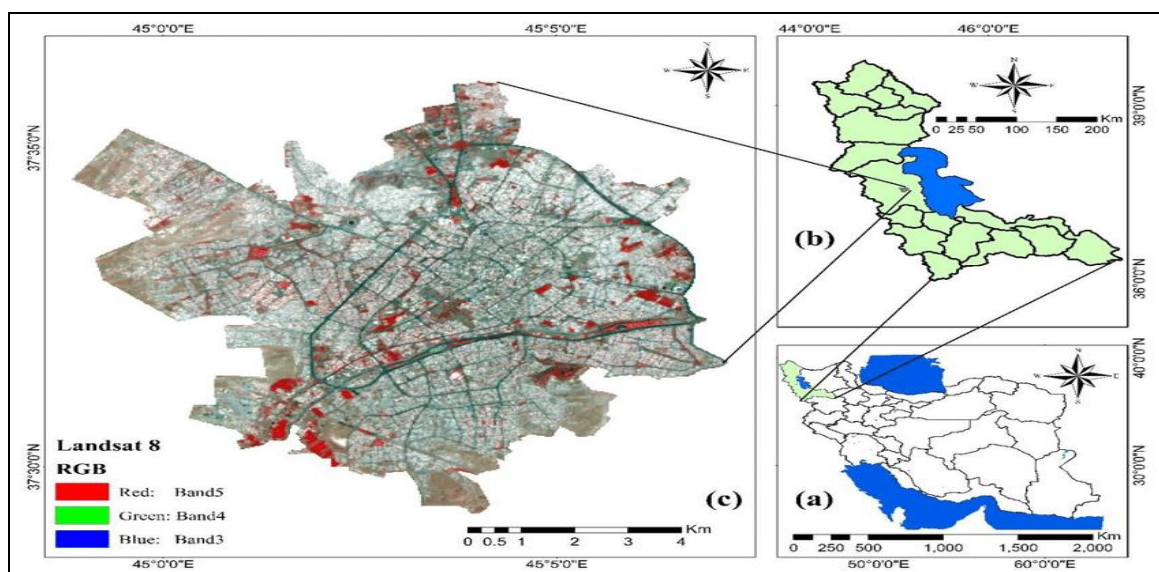 45°0'0"E
45°5'0"E
N
W
E
S
37°35'0"N
37°30'0"N
Landsat 8
RGB
Red: Band5
Green: Band4
Blue: Band3
(c)
Km
0 0.5 1 2 3 4
45°0'0"E
45°5'0"E
44°0'0"E
46°0'0"E
N
W
E
S
Km
0 25 50 100 150 200
39°0'0"N
36°0'0"N
(b)
40°0'0"N
30°0'0"N
N
W
S
(a)
Km
0 250 500 1,000 1,500 2,000
50°0'0"E
60°0'0"E